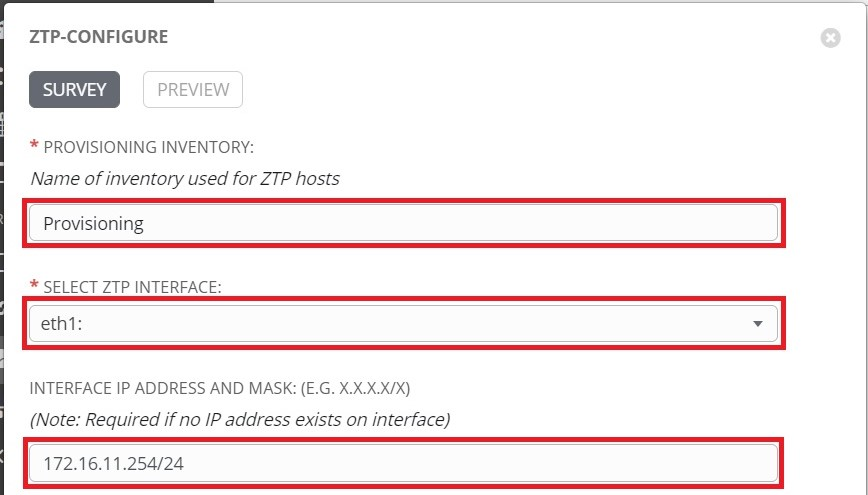 ZTP-CONFIGURE
SURVEY PREVIEW
* PROVISIONING INVENTORY:
Name of inventory used for ZTP hosts
Provisioning
* SELECT ZTP INTERFACE:
eth1:
INTERFACE IP ADDRESS AND MASK: (E.G. X.X.X.X/X)
(Note: Required if no IP address exists on interface)
172.16.11.254/24